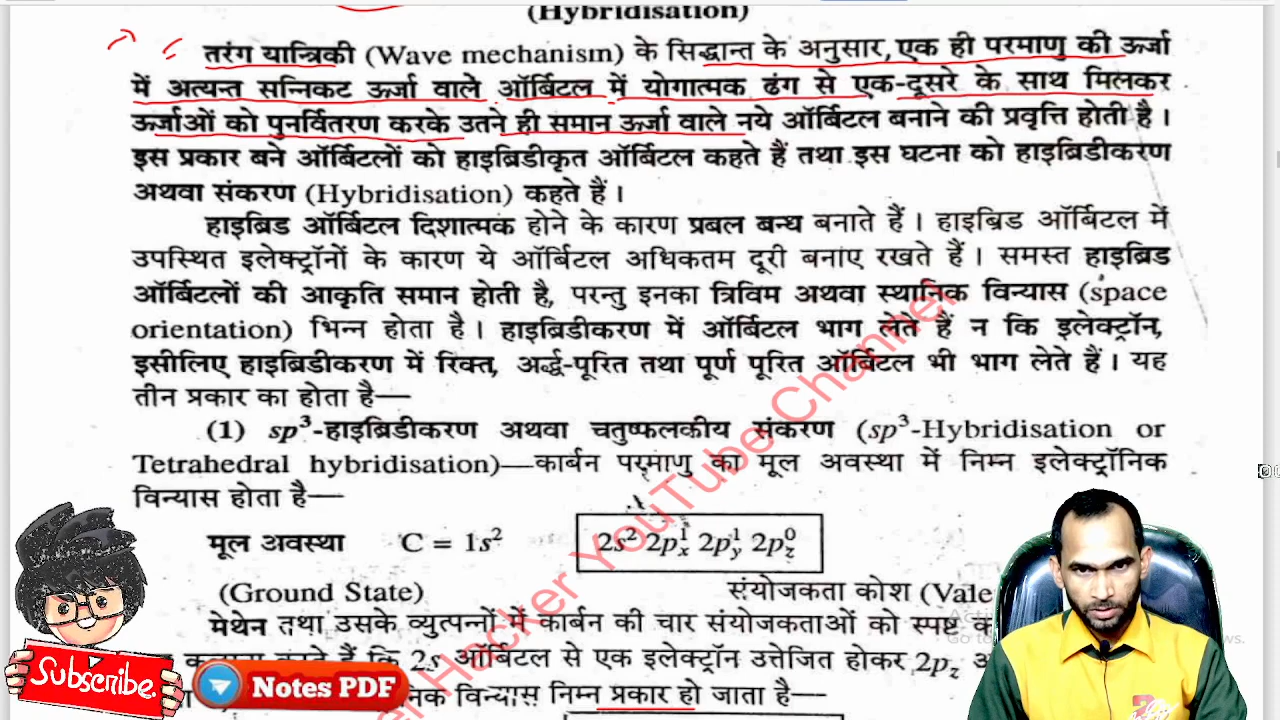 (Hybridisation)
तरंग यान्त्रिकी (Wave mechanism) के सिद्धान्त के अनुसार, एक ही परमाणु की ऊर्जा
में अत्यन्त सन्निकट ऊर्जा वाले ऑर्बिटल में योगात्मक ढंग से एक-दूसरे के साथ मिलकर
ऊर्जाओं को पुनर्वितरण करके उतने ही समान ऊर्जा वाले नये ऑर्बिटल बनाने की प्रवृत्ति होती है।
इस प्रकार बने ऑर्बिटलों को हाइब्रिडीकृत ऑर्बिटल कहते हैं तथा इस घटना को हाइब्रिडीकरण
अथवा संकरण (Hybridisation) कहते हैं।
हाइब्रिड ऑर्बिटल दिशात्मक होने के कारण प्रबल बन्ध बनाते हैं। हाइब्रिड ऑर्बिटल में
उपस्थित इलेक्ट्रॉनों के कारण ये ऑर्बिटल अधिकतम दूरी बनाए रखते हैं। समस्त हाइब्रिड
ऑर्बिटलों की आकृति समान होती है, परन्तु इनका त्रिविम अथवा स्थानिक विन्यास (space
orientation) भिन्न होता है। हाइब्रिडीकरण में ऑर्बिटल भाग लेते हैं न कि इलेक्ट्रॉन,
इसीलिए हाइब्रिडीकरण में रिक्त, अर्द्ध-पूरित तथा पूर्ण पूरित ऑर्बिटल भी भाग लेते हैं। यह
तीन प्रकार का होता है—
(1) sp³-हाइब्रिडीकरण अथवा चतुष्फलकीय संकरण (sp³-Hybridisation or
Tetrahedral hybridisation)—कार्बन परमाणु का मूल अवस्था में निम्न इलेक्ट्रॉनिक
विन्यास होता है—
मूल अवस्था C = 1s² 2s² 2pₓ¹ 2p_y¹ 2p_z⁰
(Ground State) संयोजकता कोश (Vale
मेथेन तथा उसके व्युत्पन्नों में कार्बन की चार संयोजकताओं को स्पष्ट
हैं कि 2s ऑर्बिटल से एक इलेक्ट्रॉन उत्तेजित होकर 2p_z
निक विन्यास निम्न प्रकार हो जाता है—
Hacker YouTube Channel
Subscribe
Notes PDF